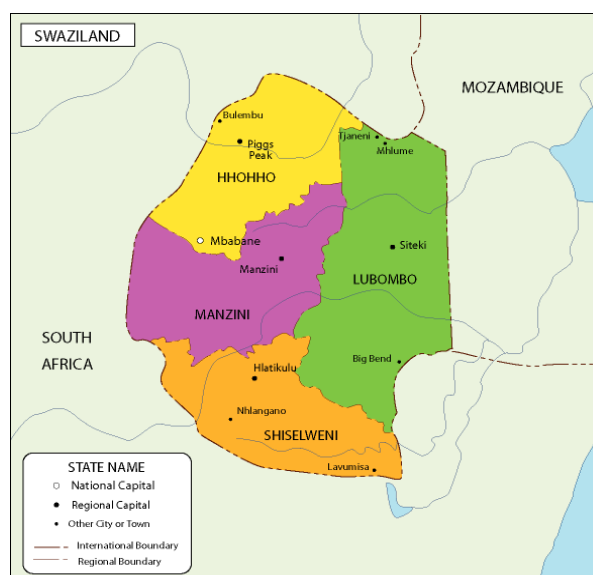 SWAZILAND
MOZAMBIQUE
Bulembu
Tjaneni
Mhlume
Piggs
Peak
HHOHHO
Mbabane
Siteki
Manzini
LUBOMBO
MANZINI
SOUTH
AFRICA
Big Bend
Hlatikulu
Nhlangano
SHISELWENI
Lavumisa
STATE NAME
National Capital
Regional Capital
Other City or Town
International Boundary
Regional Boundary